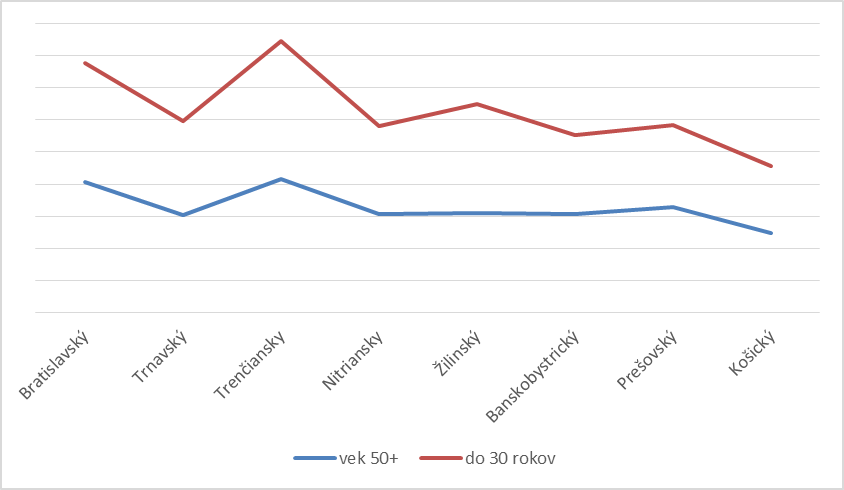 Bratislavský
Trnavský
Trenčiansky
Nitriansky
Žilinský
Banskobystrický
Prešovský
Košický
vek 50+
do 30 rokov